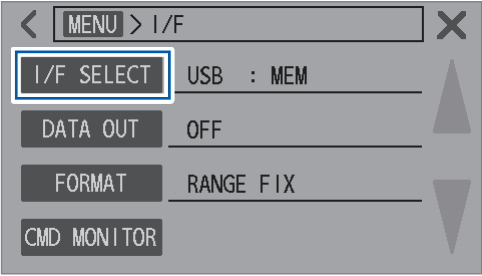 MENU > I/F
I/F SELECT USB : MEM
DATA OUT OFF
FORMAT RANGE FIX
CMD MONITOR